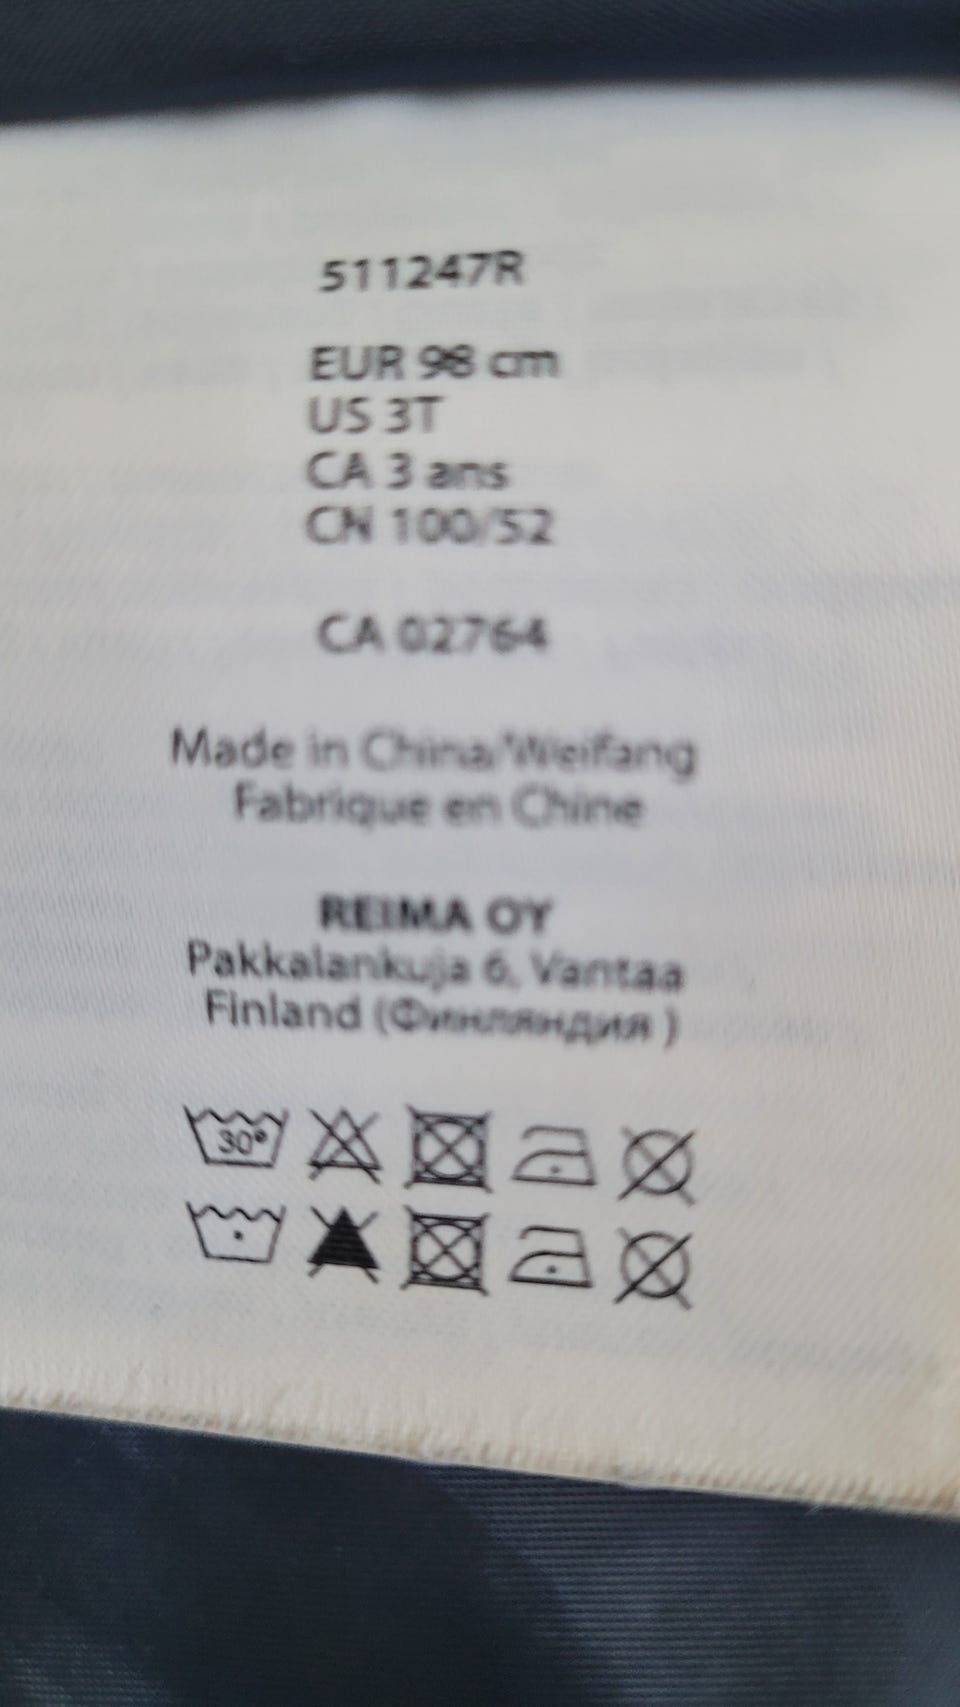 511247R
EUR 98 cm
US 3T
CA 3 ans
CN 100/52
CA 02764
Made in China/Weifang
Fabrique en Chine
REIMA OY
Pakkalankuja 6, Vantaa
Finland (Финляндия )
30°